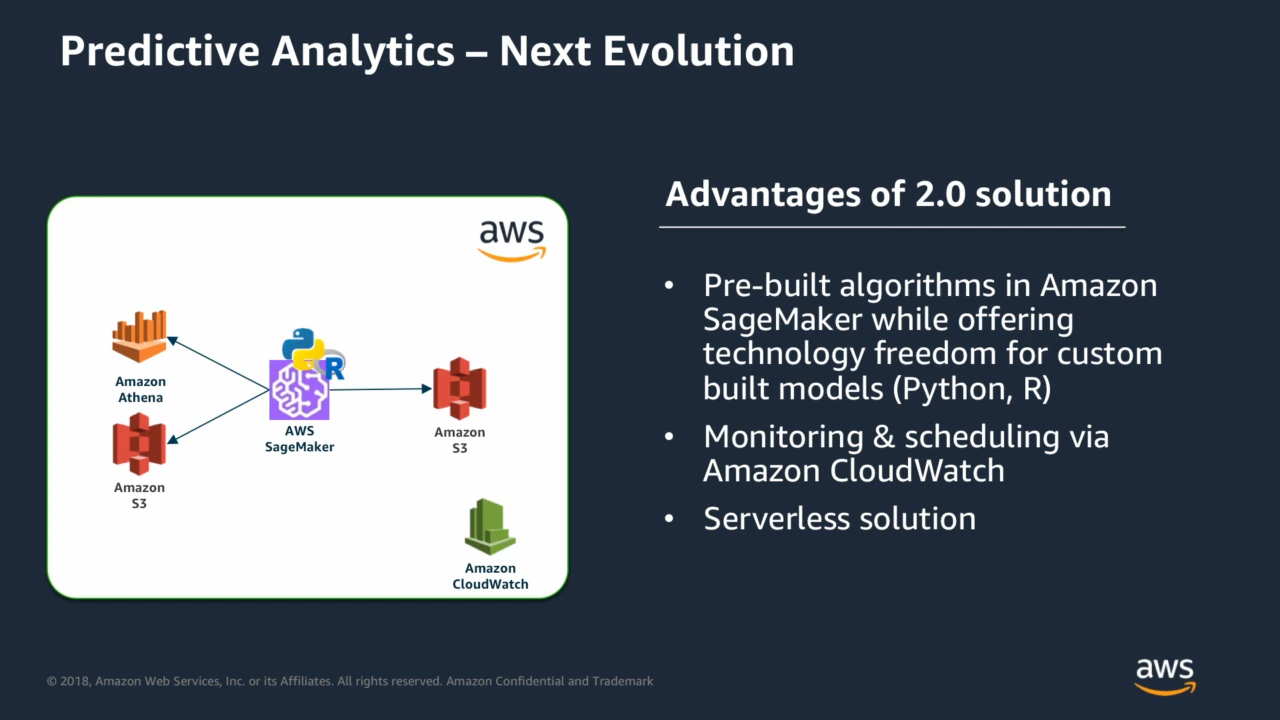 Predictive Analytics – Next Evolution
aws
Amazon
Athena
Amazon
S3
R
AWS
SageMaker
Amazon
S3
Amazon
CloudWatch
Advantages of 2.0 solution
• Pre-built algorithms in Amazon
SageMaker while offering
technology freedom for custom
built models (Python, R)
• Monitoring & scheduling via
Amazon CloudWatch
• Serverless solution
© 2018, Amazon Web Services, Inc. or its Affiliates. All rights reserved. Amazon Confidential and Trademark
aws